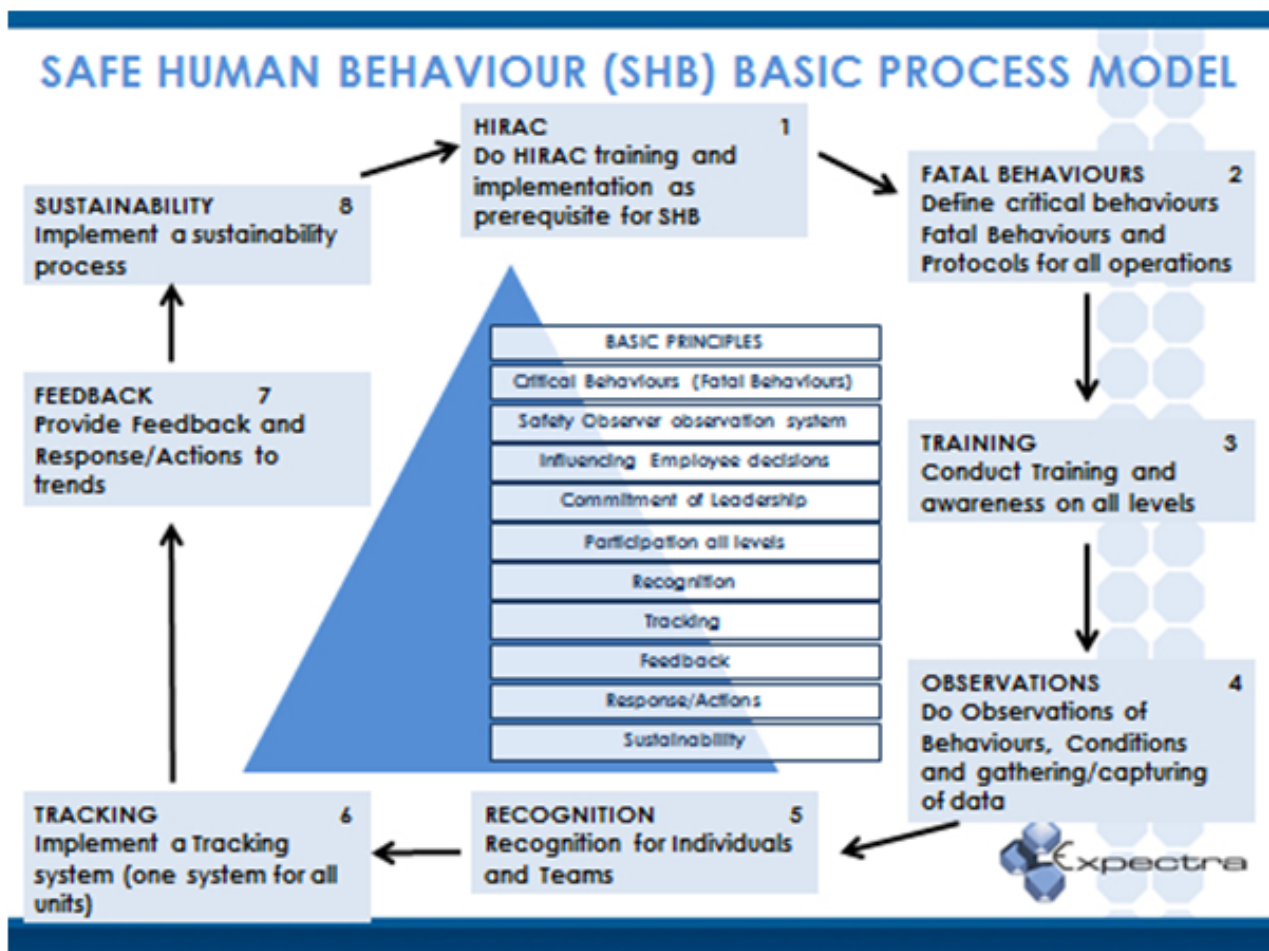 SAFE HUMAN BEHAVIOUR (SHB) BASIC PROCESS MODEL
HIRAC 1
Do HIRAC training and
implementation as
prerequisite for SHB
FATAL BEHAVIOURS 2
Define critical behaviours
Fatal Behaviours and
Protocols for all operations
TRAINING 3
Conduct Training and
awareness on all levels
OBSERVATIONS 4
Do Observations of
Behaviours, Conditions
and gathering/capturing
of data
RECOGNITION 5
Recognition for Individuals
and Teams
TRACKING 6
Implement a Tracking
system (one system for all
units)
FEEDBACK 7
Provide Feedback and
Response/Actions to
trends
SUSTAINABILITY 8
Implement a sustainability
process
BASIC PRINCIPLES
Critical Behaviours (Fatal Behaviours)
Safety Observer observation system
Influencing Employee decisions
Commitment of Leadership
Participation all levels
Recognition
Tracking
Feedback
Response/Actions
Sustainability
Expectra